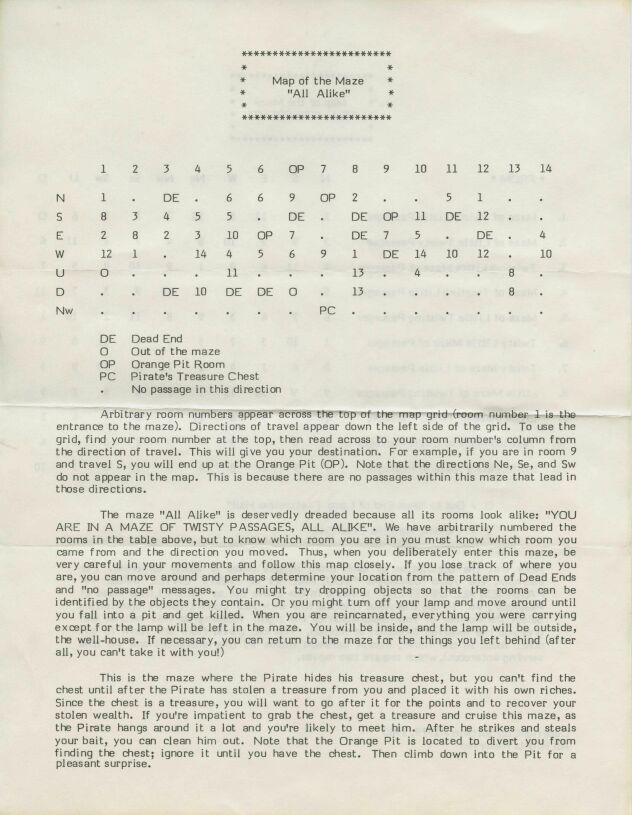 ************************
* *
* Map of the Maze *
* "All Alike" *
* *
************************
1 2 3 4 5 6 OP 7 8 9 10 11 12 13 14
N 1 . DE . 6 6 9 OP 2 . . 5 1 . .
S 8 3 4 5 5 . DE . DE OP 11 DE 12 . .
E 2 8 2 3 10 OP 7 . DE 7 5 . DE . 4
W 12 1 . 14 4 5 6 9 1 DE 14 10 12 . 10
U O . . . 11 . . . 13 . 4 . . 8 .
D . . DE 10 DE DE O . 13 . . . . 8 .
Nw . . . . . . . PC . . . . . . .
DE Dead End
O Out of the maze
OP Orange Pit Room
PC Pirate's Treasure Chest
. No passage in this direction
Arbitrary room numbers appear across the top of the map grid (room number 1 is the
entrance to the maze). Directions of travel appear down the left side of the grid. To use the
grid, find your room number at the top, then read across to your room number's column from
the direction of travel. This will give you your destination. For example, if you are in room 9
and travel S, you will end up at the Orange Pit (OP). Note that the directions Ne, Se, and Sw
do not appear in the map. This is because there are no passages within this maze that lead in
those directions.
The maze "All Alike" is deservedly dreaded because all its rooms look alike: "YOU
ARE IN A MAZE OF TWISTY PASSAGES, ALL ALIKE". We have arbitrarily numbered the
rooms in the table above, but to know which room you are in you must know which room you
came from and the direction you moved. Thus, when you deliberately enter this maze, be
very careful in your movements and follow this map closely. If you lose track of where you
are, you can move around and perhaps determine your location from the pattern of Dead Ends
and "no passage" messages. You might try dropping objects so that the rooms can be
identified by the objects they contain. Or you might turn off your lamp and move around until
you fall into a pit and get killed. When you are reincarnated, everything you were carrying
except for the lamp will be left in the maze. You will be inside, and the lamp will be outside,
the well-house. If necessary, you can return to the maze for the things you left behind (after
all, you can't take it with you!)
This is the maze where the Pirate hides his treasure chest, but you can't find the
chest until after the Pirate has stolen a treasure from you and placed it with his own riches.
Since the chest is a treasure, you will want to go after it for the points and to recover your
stolen wealth. If you're impatient to grab the chest, get a treasure and cruise this maze, as
the Pirate hangs around it a lot and you're likely to meet him. After he strikes and steals
your bait, you can clean him out. Note that the Orange Pit is located to divert you from
finding the chest; ignore it until you have the chest. Then climb down into the Pit for a
pleasant surprise.